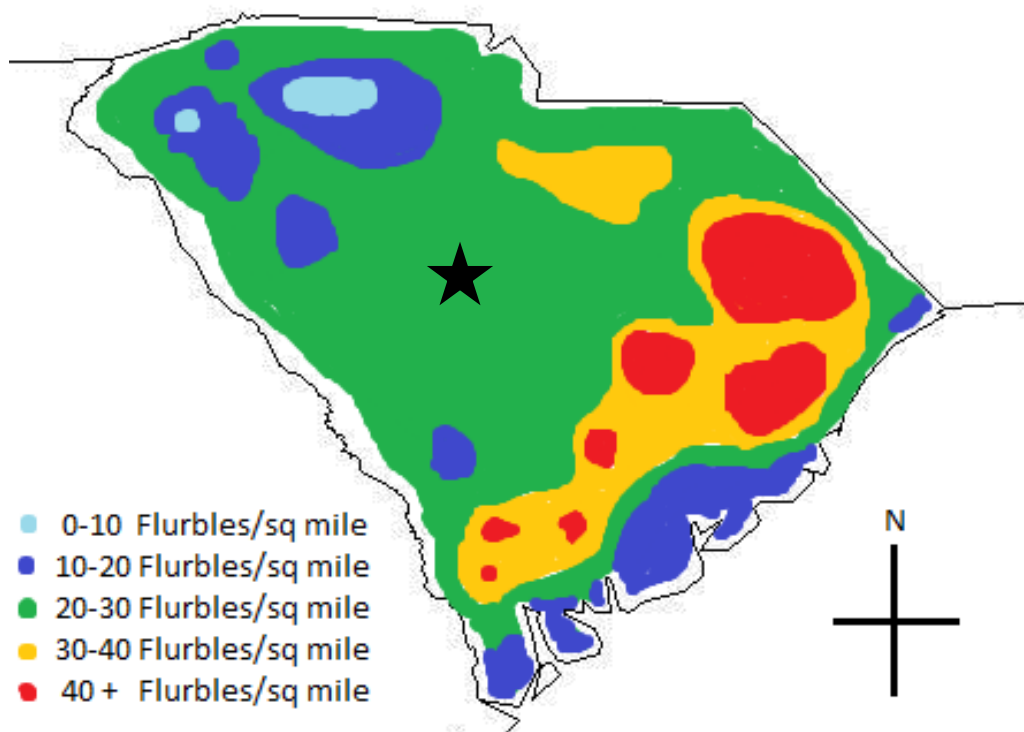 N
0-10 Flurbles/sq mile
10-20 Flurbles/sq mile
20-30 Flurbles/sq mile
30-40 Flurbles/sq mile
40 + Flurbles/sq mile